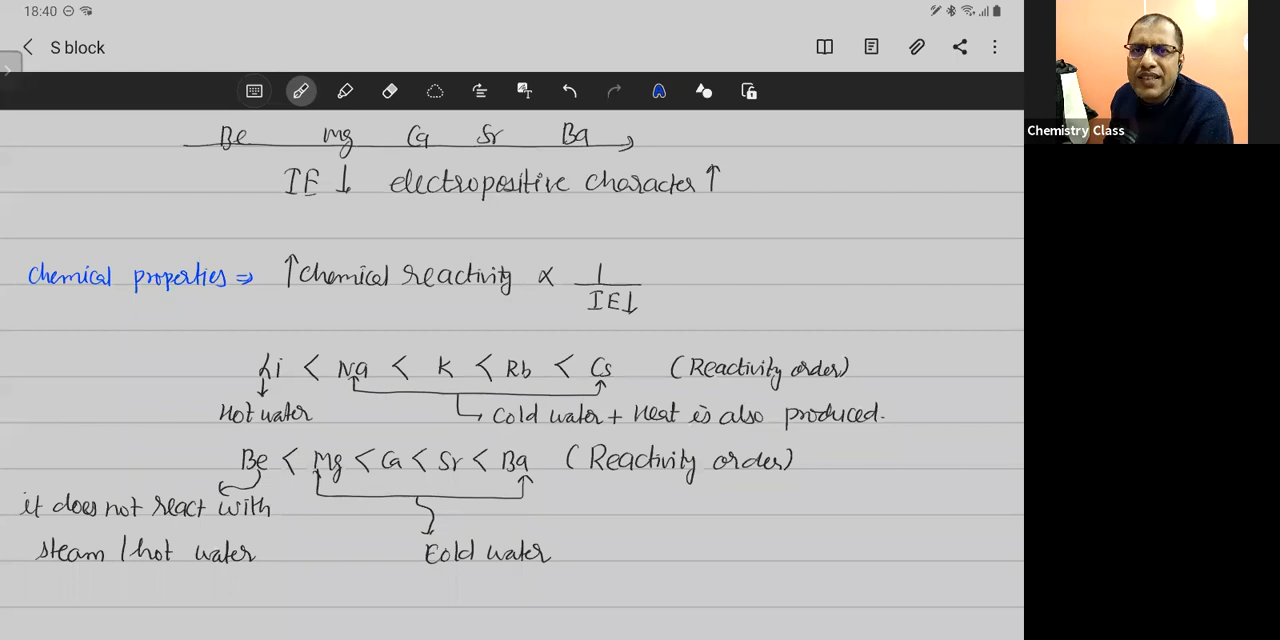 18:40
S block
Chemistry Class
Be Mg Ca Sr Ba
IE ↓ electropositive character ↑
Chemical properties ⇒ ↑ Chemical reactivity ∝ 1 / IE↓
Li < Na < K < Rb < Cs (Reactivity order)
Hot water Cold water + Heat is also produced.
Be < Mg < Ca < Sr < Ba (Reactivity order)
it does not react with
steam / hot water Cold water